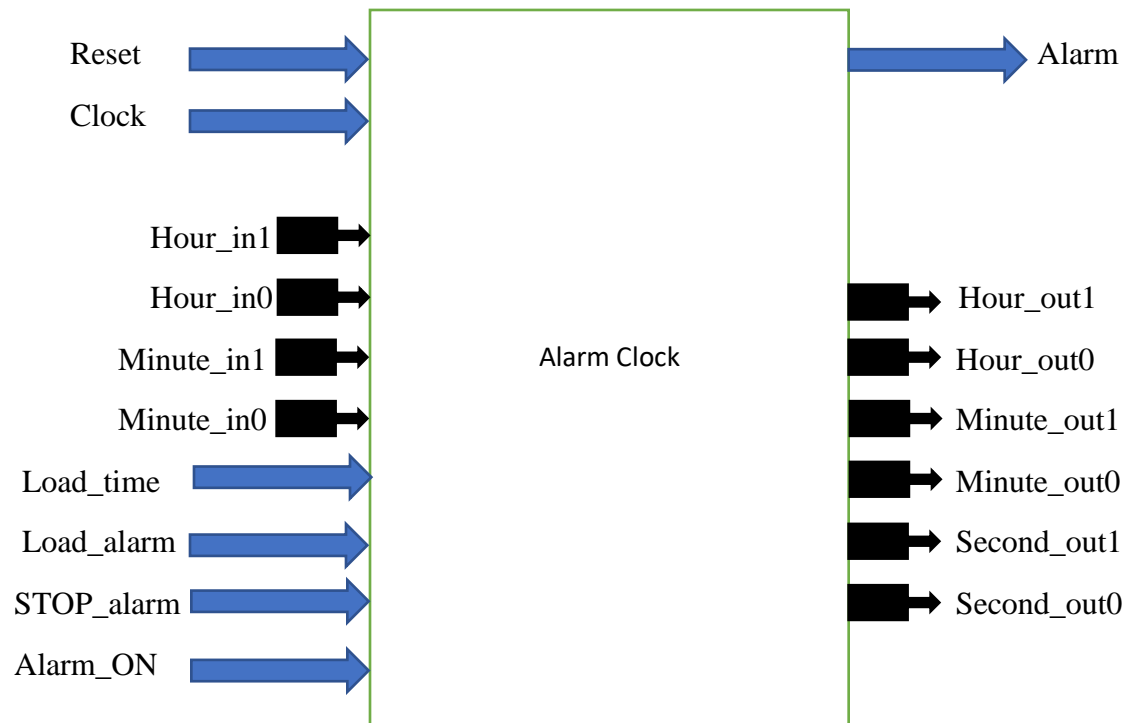 Reset
Clock
Hour_in1
Hour_in0
Minute_in1
Minute_in0
Load_time
Load_alarm
STOP_alarm
Alarm_ON
Alarm Clock
Alarm
Hour_out1
Hour_out0
Minute_out1
Minute_out0
Second_out1
Second_out0